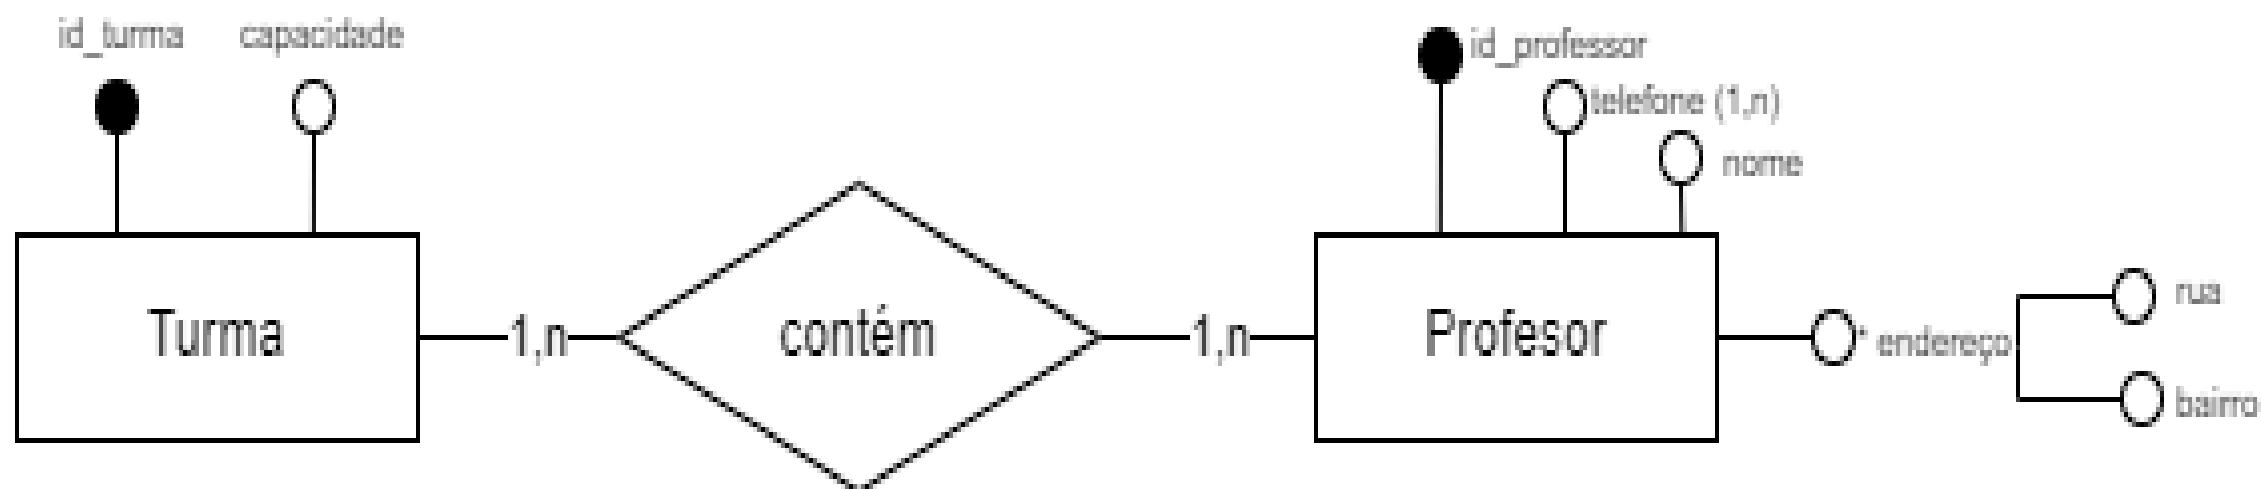 id_turma
capacidade
id_professor
telefone (1,n)
nome
Turma
1,n
contém
1,n
Profesor
* endereço
rua
bairro